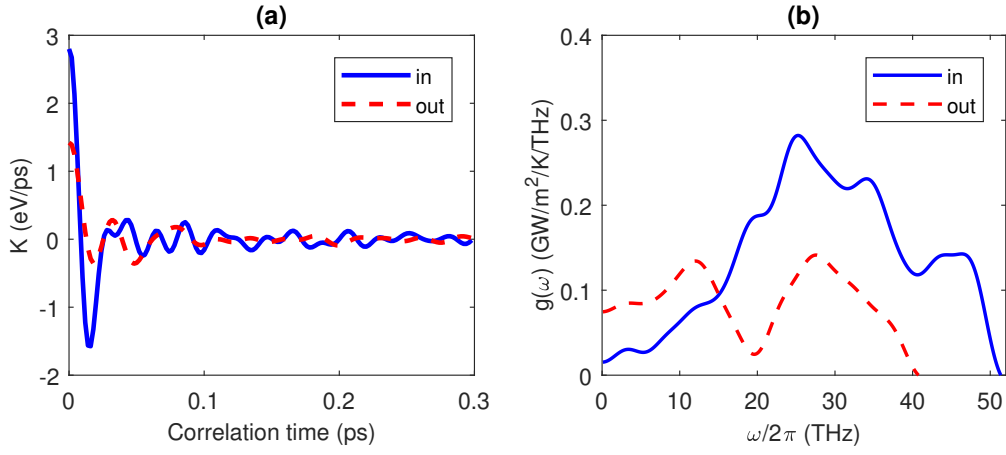 (a)
K (eV/ps)
3
2
1
0
-1
-2
0
0.1
0.2
0.3
Correlation time (ps)
in
out
(b)
g(ω) (GW/m²/K/THz)
0.4
0.3
0.2
0.1
0
0
10
20
30
40
50
ω/2π (THz)
in
out